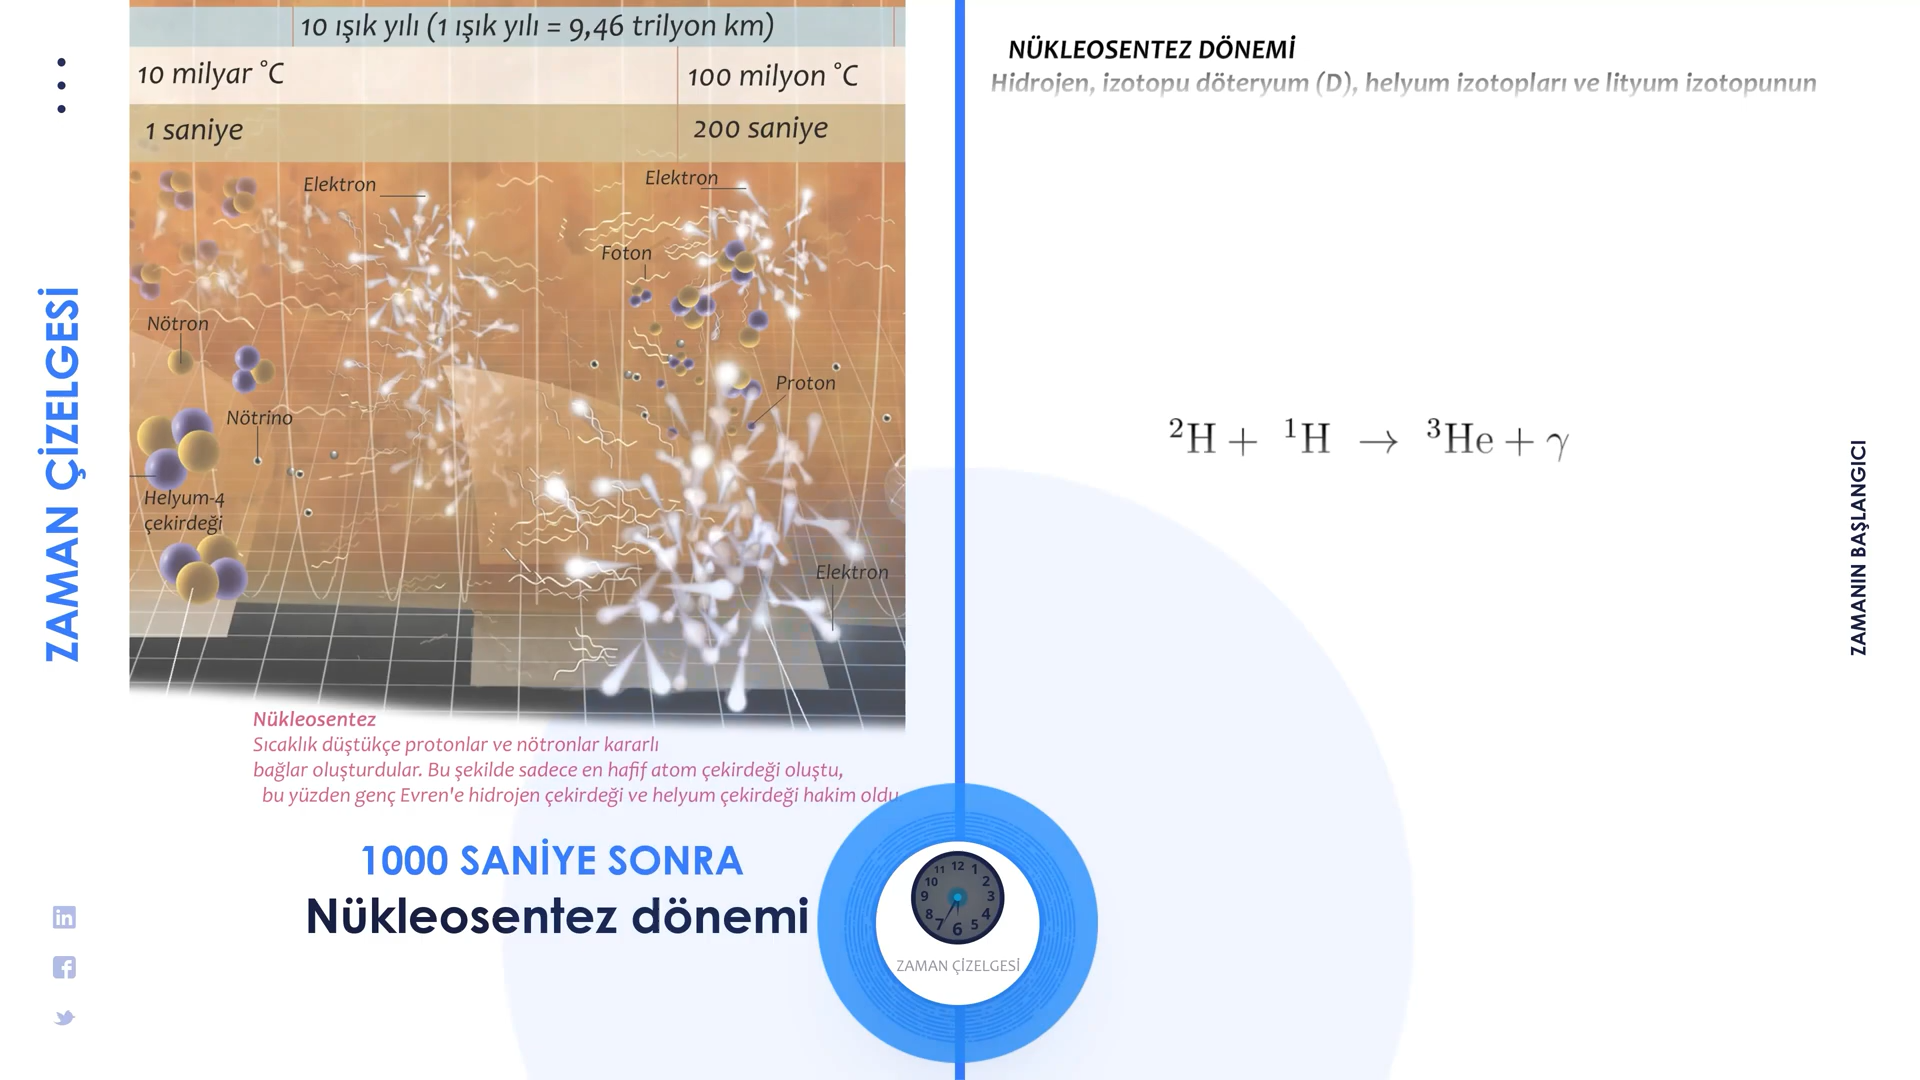 ZAMAN ÇİZELGESİ
10 ışık yılı (1 ışık yılı = 9,46 trilyon km)
10 milyar °C
100 milyon °C
1 saniye
200 saniye
Elektron
Elektron
Foton
Nötron
Proton
Nötrino
Helyum-4
çekirdeği
Elektron
Nükleosentez
Sıcaklık düştükçe protonlar ve nötronlar kararlı
bağlar oluşturdular. Bu şekilde sadece en hafif atom çekirdeği oluştu,
bu yüzden genç Evren'e hidrojen çekirdeği ve helyum çekirdeği hakim oldu.
1000 SANİYE SONRA
Nükleosentez dönemi
11 12 1
10 2
9 3
8 4
7 6 5
ZAMAN ÇİZELGESİ
NÜKLEOSENTEZ DÖNEMİ
Hidrojen, izotopu döteryum (D), helyum izotopları ve lityum izotopunun
²H + ¹H → ³He + γ
ZAMANIN BAŞLANGICI
in
f